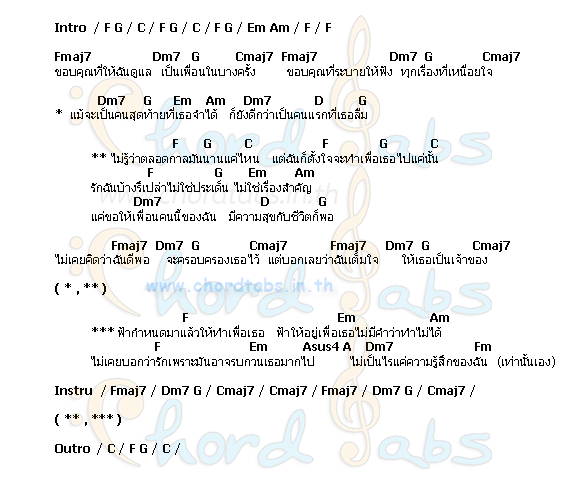 Intro / F G / C / F G / C / F G / Em Am / F / F
Fmaj7 Dm7 G Cmaj7 Fmaj7 Dm7 G Cmaj7
ขอบคุณที่ให้ฉันดูแล เป็นเพื่อนในบางครั้ง ขอบคุณที่ระบายให้ฟัง ทุกเรื่องที่เหนื่อยใจ
Dm7 G Em Am Dm7 D G
* แม้จะเป็นคนสุดท้ายที่เธอจำได้ ก็ยังดีกว่าเป็นคนแรกที่เธอลืม
F G C F G C
** ไม่รู้ว่าตลอดกาลมันนานแค่ไหน แต่ฉันก็ตั้งใจจะทำเพื่อเธอไปแค่นั้น
F G Em Am
รักฉันบ้างรึเปล่าไม่ใช่ประเด็น ไม่ใช่เรื่องสำคัญ
Dm7 D G
แค่ขอให้เพื่อนคนนี้ของฉัน มีความสุขกับชีวิตก็พอ
Fmaj7 Dm7 G Cmaj7 Fmaj7 Dm7 G Cmaj7
ไม่เคยคิดว่าฉันดีพอ จะครอบครองเธอไว้ แต่บอกเลยว่าฉันเต็มใจ ให้เธอเป็นเจ้าของ
www.chordtabs.in.th
( * , ** )
F Em Am
*** ฟ้ากำหนดมาแล้วให้ทำเพื่อเธอ ฟ้าให้อยู่เพื่อเธอไม่มีคำว่าทำไม่ได้
F Em Asus4 A Dm7 Fm
ไม่เคยบอกว่ารักเพราะมันอาจรบกวนเธอมากไป ไม่เป็นไรแค่ความรู้สึกของฉัน (เท่านั้นเอง)
Instru / Fmaj7 / Dm7 G / Cmaj7 / Cmaj7 / Fmaj7 / Dm7 G / Cmaj7 /
( ** , *** )
Outro / C / F G / C /